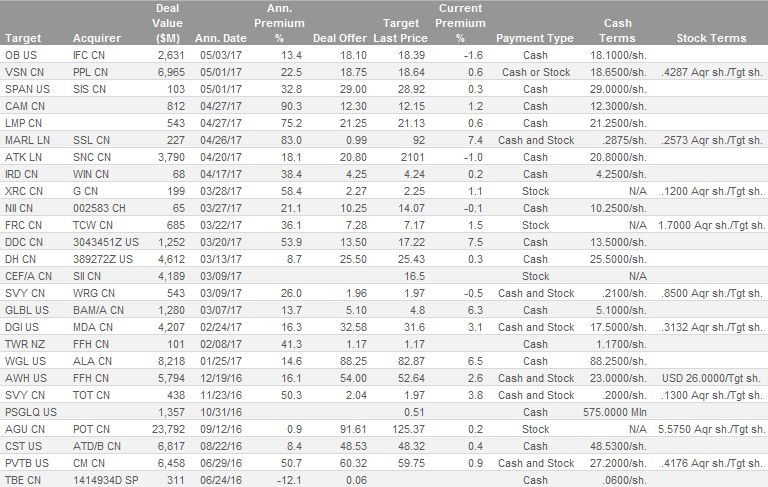 Deal Ann. Target Current
Value Premium Premium Cash
Target Acquirer ($M) Ann. Date % Deal Offer Last Price % Payment Type Terms Stock Terms
OB US IFC CN 2,631 05/03/17 13.4 18.10 18.39 -1.6 Cash 18.1000/sh.
VSN CN PPL CN 6,965 05/01/17 22.5 18.75 18.64 0.6 Cash or Stock 18.6500/sh. .4287 Aqr sh./Tgt sh.
SPAN US SIS CN 103 05/01/17 32.8 29.00 28.92 0.3 Cash 29.0000/sh.
CAM CN 812 04/27/17 90.3 12.30 12.15 1.2 Cash 12.3000/sh.
LMP CN 543 04/27/17 75.2 21.25 21.13 0.6 Cash 21.2500/sh.
MARL LN SSL CN 227 04/26/17 83.0 0.99 92 7.4 Cash and Stock .2875/sh. .2573 Aqr sh./Tgt sh.
ATK LN SNC CN 3,790 04/20/17 18.1 20.80 2101 -1.0 Cash 20.8000/sh.
IRD CN WIN CN 68 04/17/17 38.4 4.25 4.24 0.2 Cash 4.2500/sh.
XRC CN G CN 199 03/28/17 58.4 2.27 2.25 1.1 Stock N/A .1200 Aqr sh./Tgt sh.
NII CN 002583 CH 65 03/27/17 21.1 10.25 14.07 -0.1 Cash 10.2500/sh.
FRC CN TCW CN 685 03/22/17 36.1 7.28 7.17 1.5 Stock N/A 1.7000 Aqr sh./Tgt sh.
DDC CN 3043451Z US 1,252 03/20/17 53.9 13.50 17.22 7.5 Cash 13.5000/sh.
DH CN 389272Z US 4,612 03/13/17 8.7 25.50 25.43 0.3 Cash 25.5000/sh.
CEF/A CN SII CN 4,189 03/09/17 16.5 Stock N/A
SVY CN WRG CN 543 03/09/17 26.0 1.96 1.97 -0.5 Cash and Stock .2100/sh. .8500 Aqr sh./Tgt sh.
GLBL US BAM/A CN 1,280 03/07/17 13.7 5.10 4.8 6.3 Cash 5.1000/sh.
DGI US MDA CN 4,207 02/24/17 16.3 32.58 31.6 3.1 Cash and Stock 17.5000/sh. .3132 Aqr sh./Tgt sh.
TWR NZ FFH CN 101 02/08/17 41.3 1.17 1.17 Cash 1.1700/sh.
WGL US ALA CN 8,218 01/25/17 14.6 88.25 82.87 6.5 Cash 88.2500/sh.
AWH US FFH CN 5,794 12/19/16 16.1 54.00 52.64 2.6 Cash and Stock 23.0000/sh. USD 26.0000/Tgt sh.
SVY CN TOT CN 438 11/23/16 50.3 2.04 1.97 3.8 Cash and Stock .2000/sh. .1300 Aqr sh./Tgt sh.
PSGLQ US 1,357 10/31/16 0.51 Cash 575.0000 Mln
AGU CN POT CN 23,792 09/12/16 0.9 91.61 125.37 0.2 Stock N/A 5.5750 Aqr sh./Tgt sh.
CST US ATD/B CN 6,817 08/22/16 8.4 48.53 48.32 0.4 Cash 48.5300/sh.
PVTB US CM CN 6,458 06/29/16 50.7 60.32 59.75 0.9 Cash and Stock 27.2000/sh. .4176 Aqr sh./Tgt sh.
TBE CN 1414934D SP 311 06/24/16 -12.1 0.06 Cash .0600/sh.